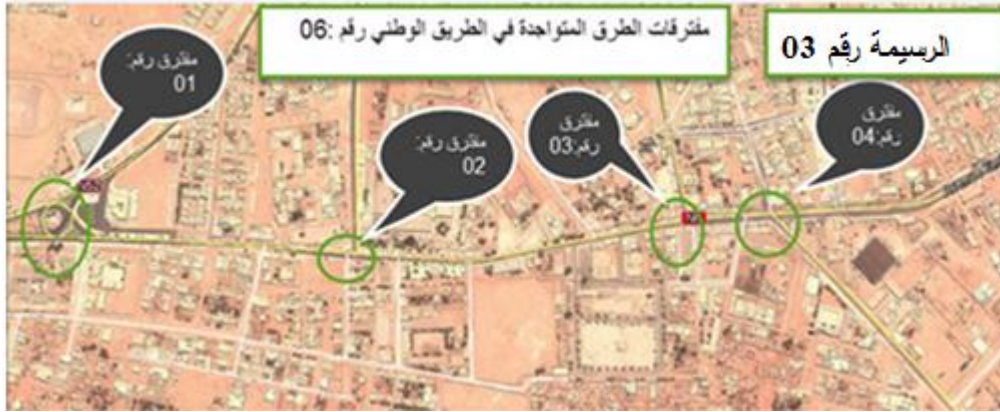 الرسيمة رقم 03
مفترقات الطرق المتواجدة في الطريق الوطني رقم :06
مفترق رقم:
01
مفترق رقم:
02
مفترق
رقم:03
مفترق
رقم:04